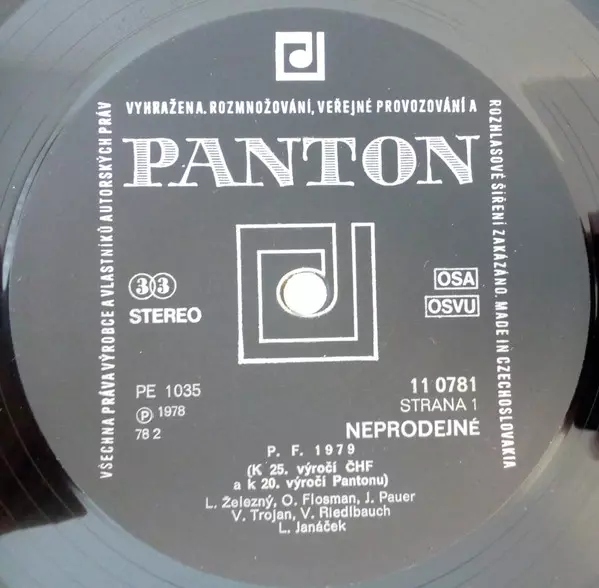 VŠECHNA PRÁVA VÝROBCE A VLASTNÍKŮ AUTORSKÝCH PRÁV
VYHRAŽENA. ROZMNOŽOVÁNÍ, VEŘEJNÉ PROVOZOVÁNÍ A
ROZHLASOVÉ ŠÍŘENÍ ZAKÁZÁNO. MADE IN CZECHOSLOVAKIA
PANTON
33
STEREO
OSA
OSVU
PE 1035
Ⓟ 1978
78 2
11 0781
STRANA 1
NEPRODEJNÉ
P. F. 1979
(K 25. výročí ČHF
a k 20. výročí Pantonu)
L. Železný, O. Flosman, J. Pauer
V. Trojan, V. Riedlbauch
L. Janáček